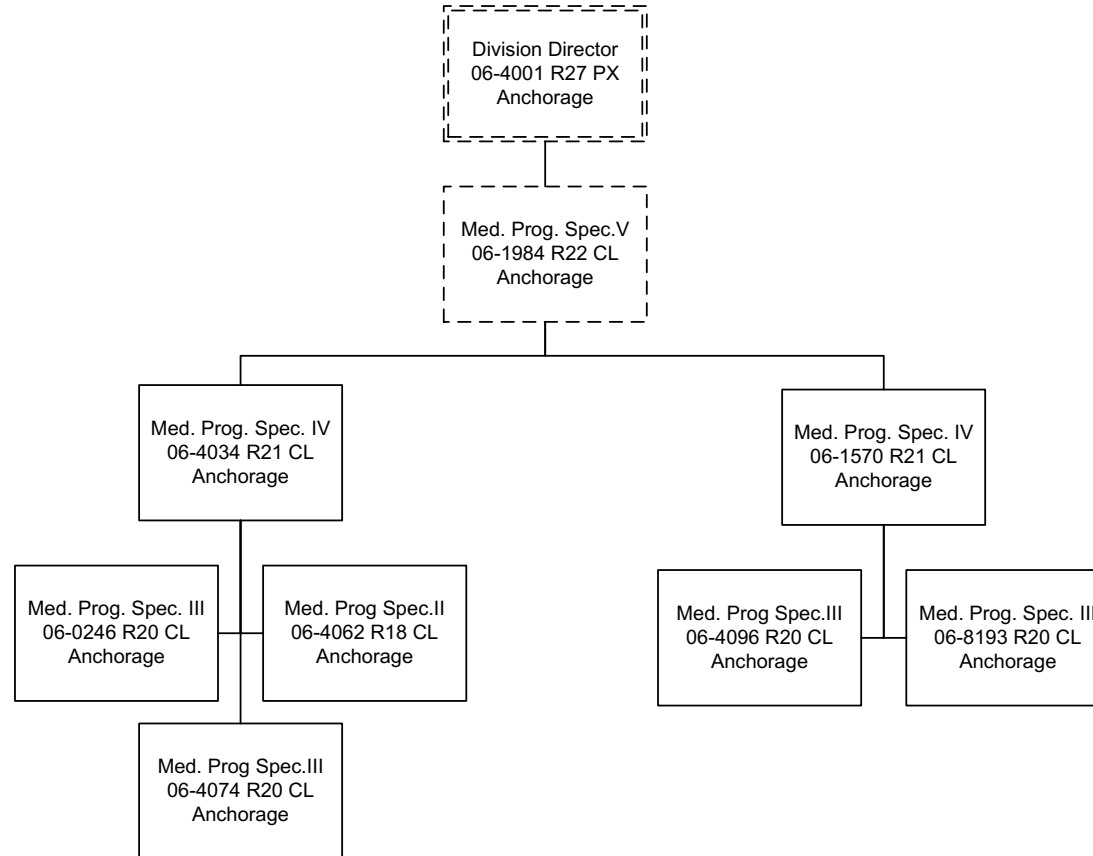 Division Director
06-4001 R27 PX
Anchorage
Med. Prog. Spec.V
06-1984 R22 CL
Anchorage
Med. Prog. Spec. IV
06-4034 R21 CL
Anchorage
Med. Prog. Spec. IV
06-1570 R21 CL
Anchorage
Med. Prog. Spec. III
06-0246 R20 CL
Anchorage
Med. Prog Spec.II
06-4062 R18 CL
Anchorage
Med. Prog Spec.III
06-4096 R20 CL
Anchorage
Med. Prog. Spec. III
06-8193 R20 CL
Anchorage
Med. Prog Spec.III
06-4074 R20 CL
Anchorage